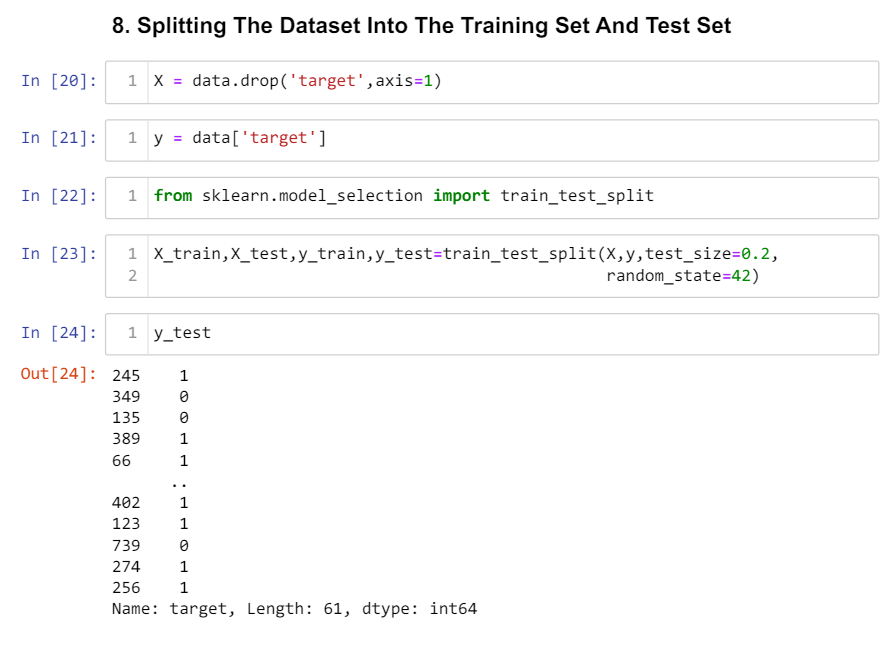 8. Splitting The Dataset Into The Training Set And Test Set
In [20]: 1 X = data.drop('target',axis=1)
In [21]: 1 y = data['target']
In [22]: 1 from sklearn.model_selection import train_test_split
In [23]: 1 X_train,X_test,y_train,y_test=train_test_split(X,y,test_size=0.2,
2 random_state=42)
In [24]: 1 y_test
Out[24]: 245 1
349 0
135 0
389 1
66 1
..
402 1
123 1
739 0
274 1
256 1
Name: target, Length: 61, dtype: int64